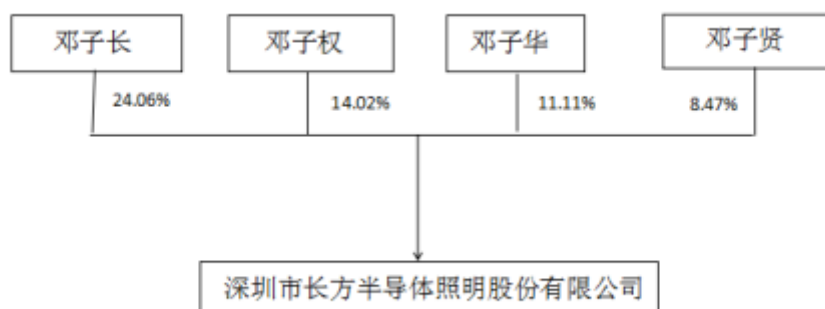 邓子长
邓子权
邓子华
邓子贤
24.06%
14.02%
11.11%
8.47%
深圳市长方半导体照明股份有限公司